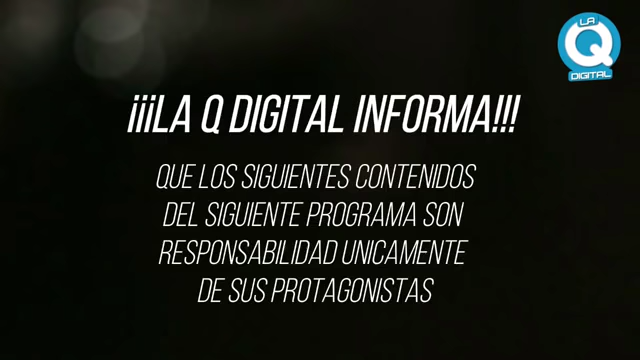 LA
Q
DIGITAL
¡¡¡LA Q DIGITAL INFORMA!!!
QUE LOS SIGUIENTES CONTENIDOS
DEL SIGUIENTE PROGRAMA SON
RESPONSABILIDAD UNICAMENTE
DE SUS PROTAGONISTAS